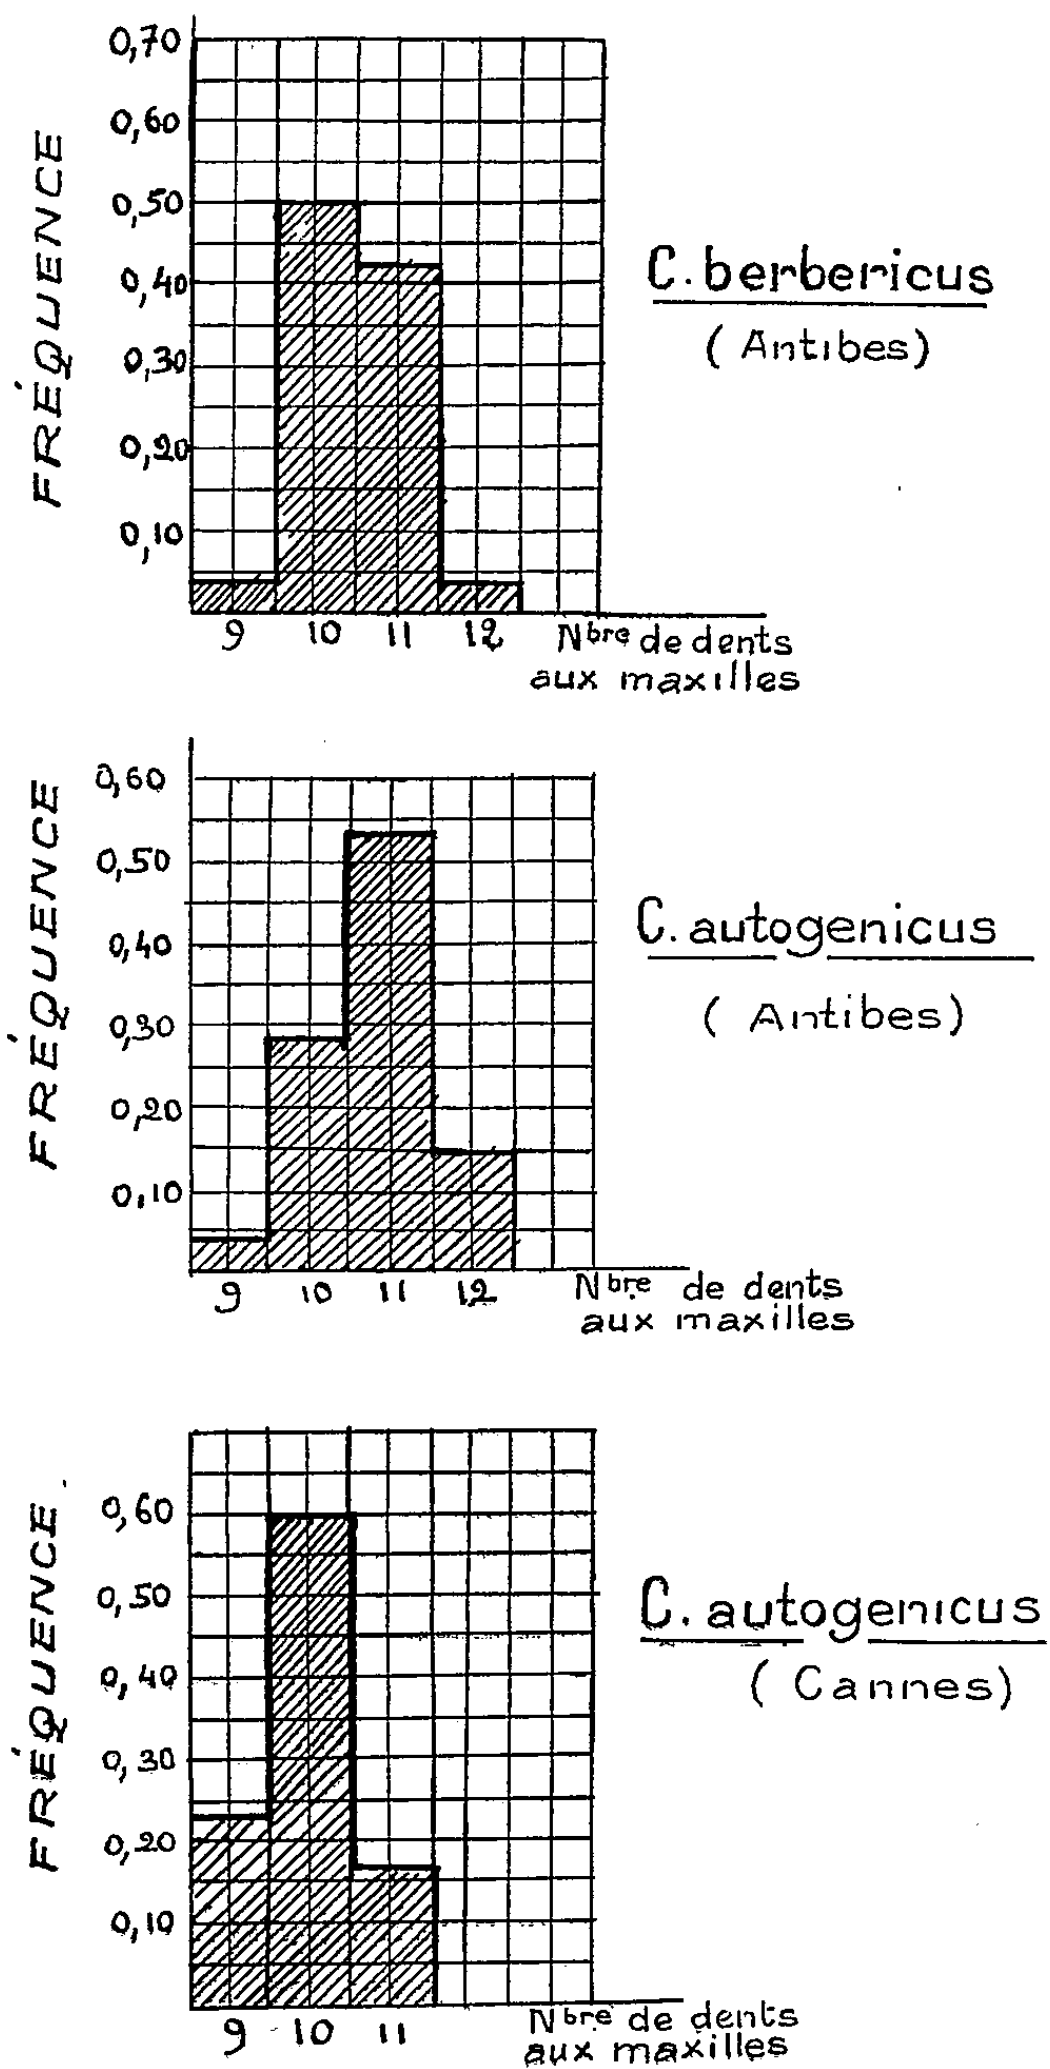 FRÉQUENCE
0,70
0,60
0,50
0,40
0,30
0,20
0,10
9 10 11 12
Nbre de dents
aux maxilles
C. berbericus
(Antibes)
FRÉQUENCE
0,60
0,50
0,40
0,30
0,20
0,10
9 10 11 12
Nbre de dents
aux maxilles
C. autogenicus
(Antibes)
FRÉQUENCE
0,60
0,50
0,40
0,30
0,20
0,10
9 10 11
Nbre de dents
aux maxilles
C. autogenicus
(Cannes)